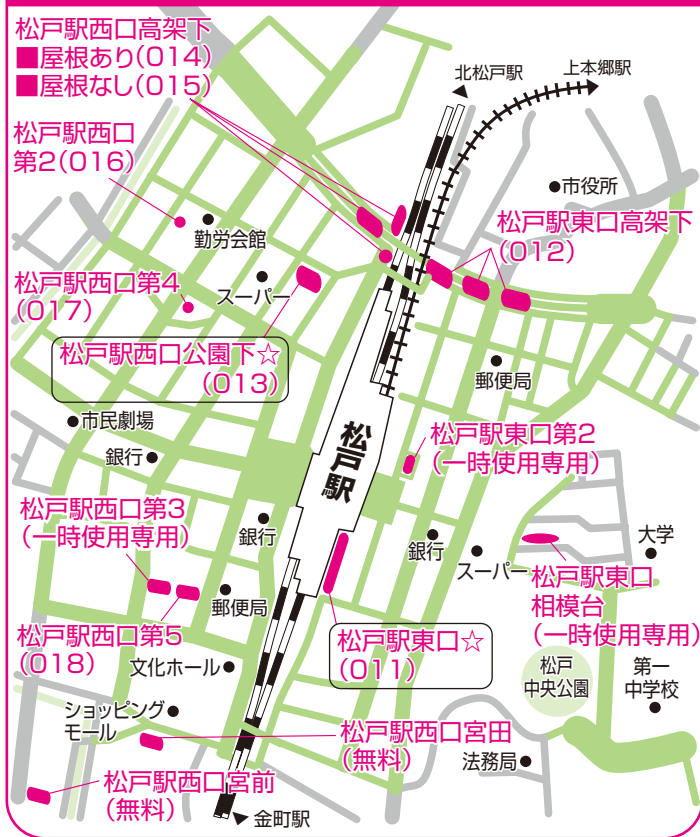 松戸駅西口高架下
■屋根あり(014)
■屋根なし(015)
北松戸駅
上本郷駅
松戸駅西口
第2(016)
市役所
勤労会館
松戸駅東口高架下
(012)
松戸駅西口第4
(017)
スーパー
松戸駅西口公園下☆
(013)
郵便局
市民劇場
銀行
松戸駅
松戸駅東口第2
(一時使用専用)
松戸駅西口第3
(一時使用専用)
銀行
銀行
スーパー
大学
郵便局
松戸駅東口
相模台
(一時使用専用)
松戸駅西口第5
(018)
松戸駅東口☆
(011)
文化ホール
松戸
中央公園
第一
中学校
ショッピング
モール
松戸駅西口宮田
(無料)
法務局
松戸駅西口宮前
(無料)
金町駅